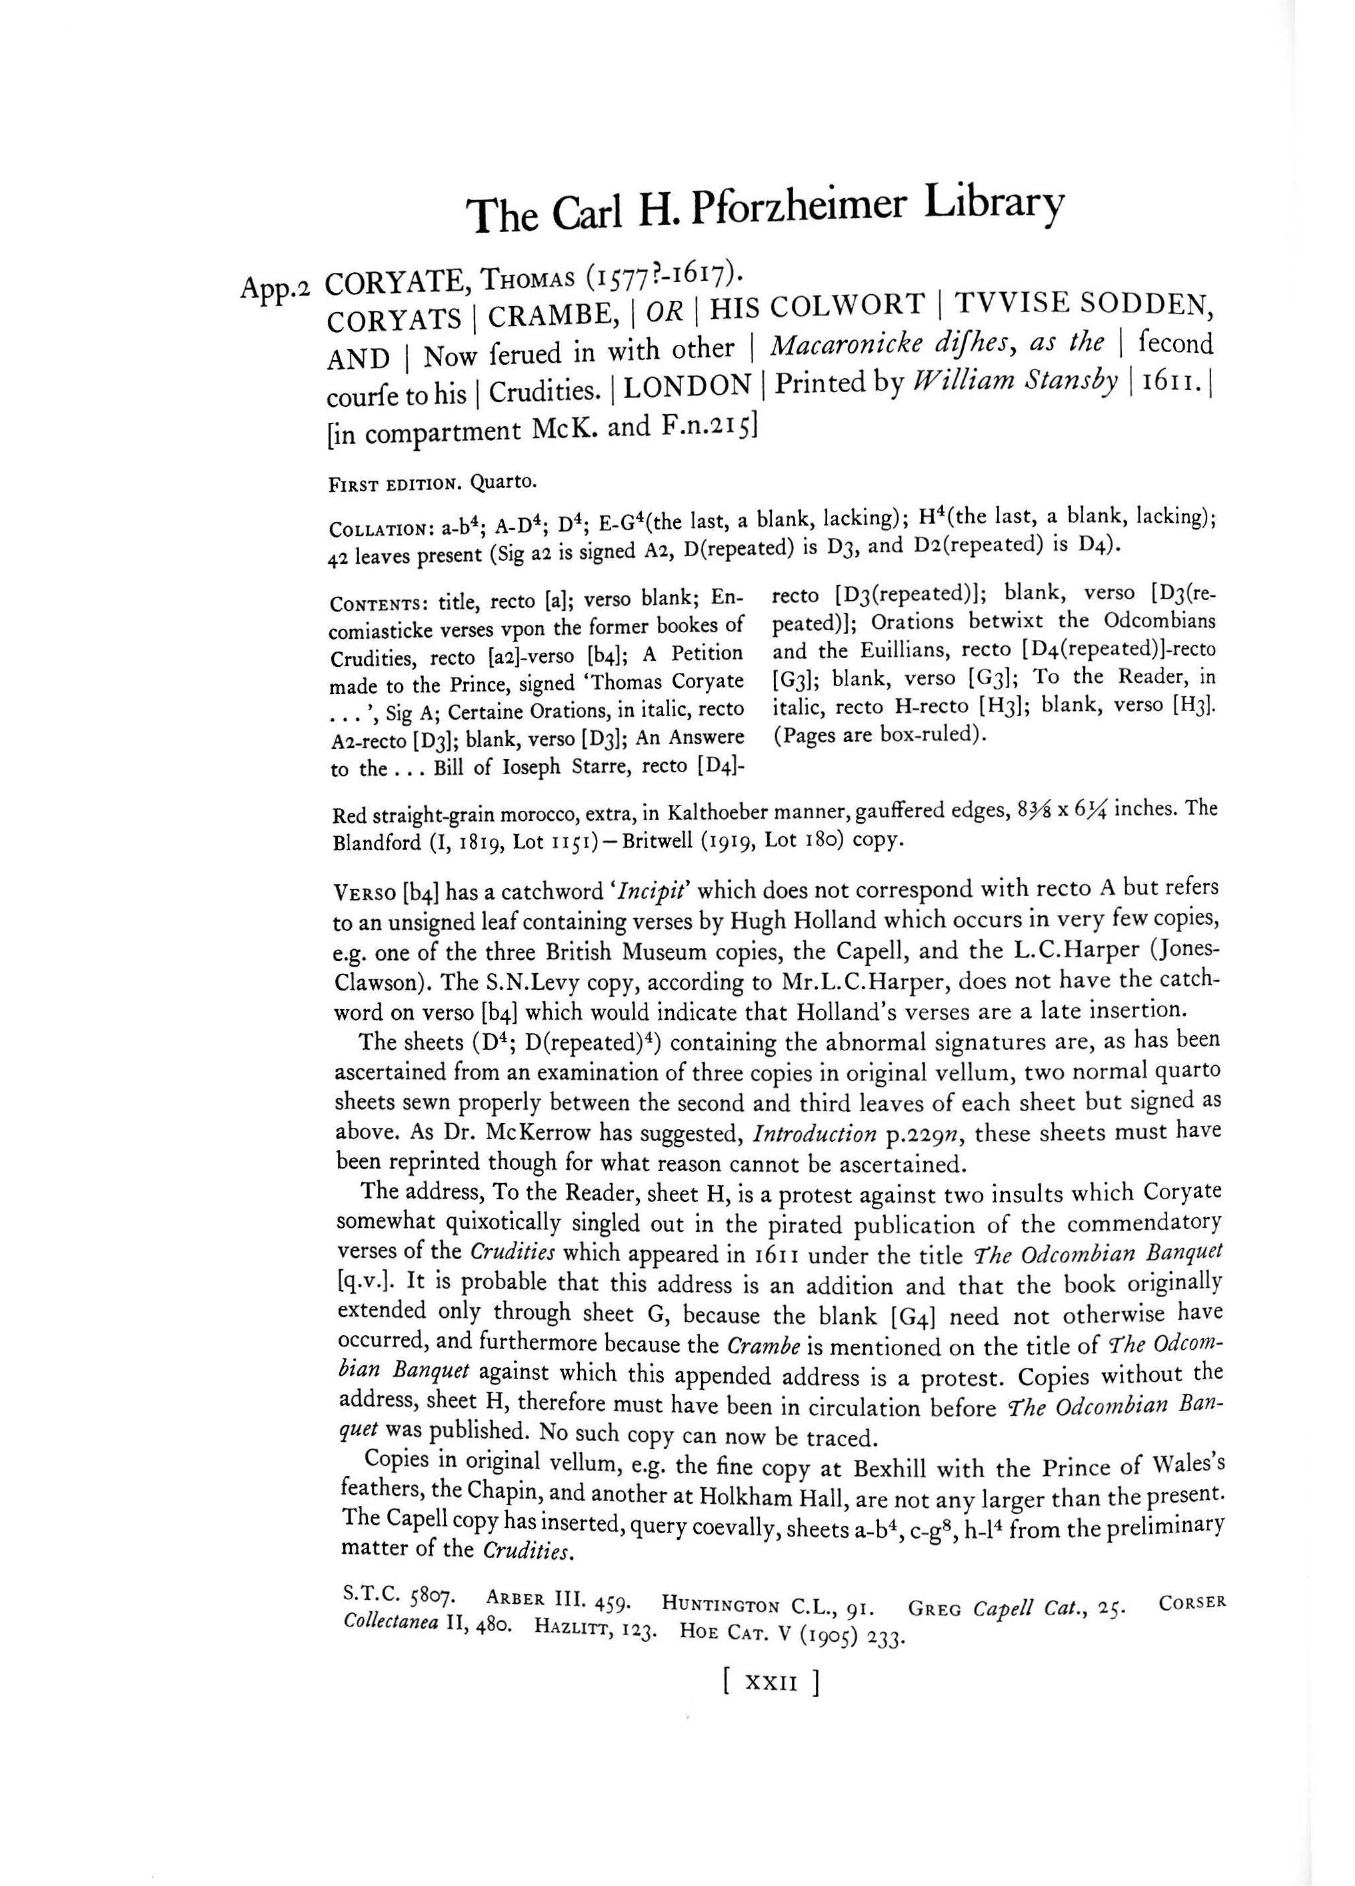 The Carl H. Pforzheimer Library
App.2 CORYATE, THOMAS (1577?-1617).
CORYATS | CRAMBE, | OR | HIS COLWORT | TVVISE SODDEN,
AND | Now ſerued in with other | Macaronicke diſhes, as the | ſecond
courſe to his | Crudities. | LONDON | Printed by William Stansby | 1611. |
[in compartment McK. and F.n.215]
FIRST EDITION. Quarto.
COLLATION: a-b⁴; A-D⁴; D⁴; E-G⁴(the last, a blank, lacking); H⁴(the last, a blank, lacking);
42 leaves present (Sig a2 is signed A2, D(repeated) is D3, and D2(repeated) is D4).
CONTENTS: title, recto [a]; verso blank; En-
comiasticke verses vpon the former bookes of
Crudities, recto [a2]-verso [b4]; A Petition
made to the Prince, signed ‘Thomas Coryate
. . . ’, Sig A; Certaine Orations, in italic, recto
A2-recto [D3]; blank, verso [D3]; An Answere
to the . . . Bill of Ioseph Starre, recto [D4]-
recto [D3(repeated)]; blank, verso [D3(re-
peated)]; Orations betwixt the Odcombians
and the Euillians, recto [D4(repeated)]-recto
[G3]; blank, verso [G3]; To the Reader, in
italic, recto H-recto [H3]; blank, verso [H3].
(Pages are box-ruled).
Red straight-grain morocco, extra, in Kalthoeber manner, gauffered edges, 8⅜ x 6¼ inches. The
Blandford (I, 1819, Lot 1151)—Britwell (1919, Lot 180) copy.
VERSO [b4] has a catchword ‘Incipit’ which does not correspond with recto A but refers
to an unsigned leaf containing verses by Hugh Holland which occurs in very few copies,
e.g. one of the three British Museum copies, the Capell, and the L.C.Harper (Jones-
Clawson). The S.N.Levy copy, according to Mr.L.C.Harper, does not have the catch-
word on verso [b4] which would indicate that Holland’s verses are a late insertion.
The sheets (D⁴; D(repeated)⁴) containing the abnormal signatures are, as has been
ascertained from an examination of three copies in original vellum, two normal quarto
sheets sewn properly between the second and third leaves of each sheet but signed as
above. As Dr. McKerrow has suggested, Introduction p.229n, these sheets must have
been reprinted though for what reason cannot be ascertained.
The address, To the Reader, sheet H, is a protest against two insults which Coryate
somewhat quixotically singled out in the pirated publication of the commendatory
verses of the Crudities which appeared in 1611 under the title The Odcombian Banquet
[q.v.]. It is probable that this address is an addition and that the book originally
extended only through sheet G, because the blank [G4] need not otherwise have
occurred, and furthermore because the Crambe is mentioned on the title of The Odcom-
bian Banquet against which this appended address is a protest. Copies without the
address, sheet H, therefore must have been in circulation before The Odcombian Ban-
quet was published. No such copy can now be traced.
Copies in original vellum, e.g. the fine copy at Bexhill with the Prince of Wales’s
feathers, the Chapin, and another at Holkham Hall, are not any larger than the present.
The Capell copy has inserted, query coevally, sheets a-b⁴, c-g⁸, h-l⁴ from the preliminary
matter of the Crudities.
S.T.C. 5807. ARBER III. 459. HUNTINGTON C.L., 91. GREG Capell Cat., 25. CORSER
Collectanea II, 480. HAZLITT, 123. HOE CAT. V (1905) 233.
[ XXII ]